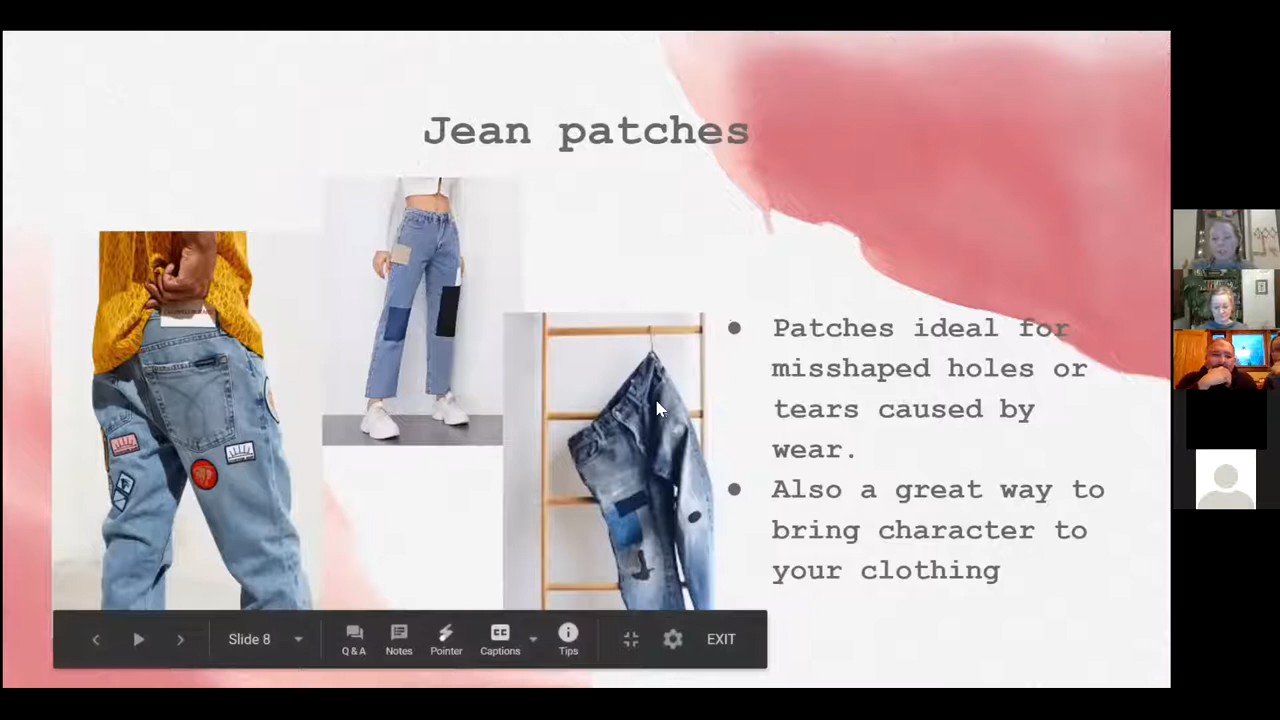 Jean patches
Patches ideal for
misshaped holes or
tears caused by
wear.
Also a great way to
bring character to
your clothing
Slide 8
Q & A
Notes
Pointer
CC
Captions
Tips
EXIT